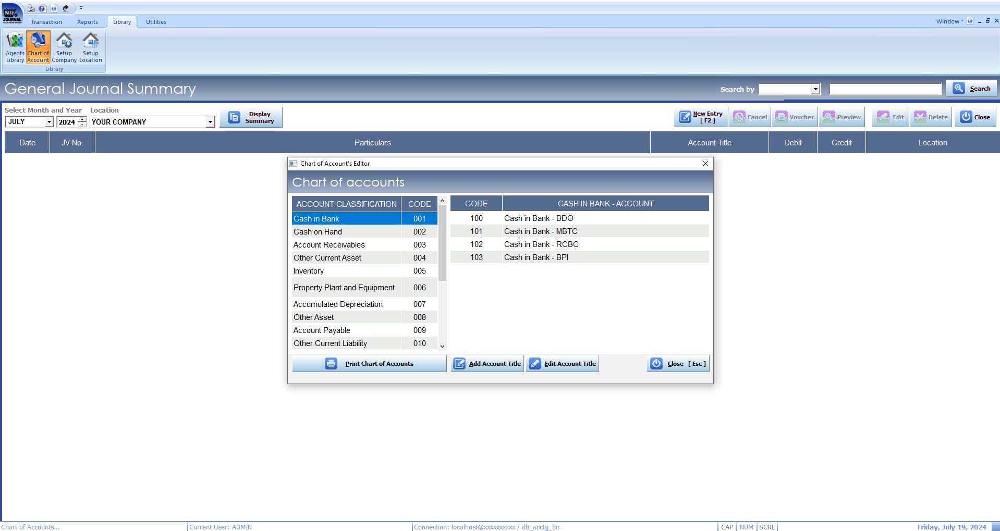 easy
JOURNAL
ACCOUNTING SYSTEM
Transaction
Reports
Library
Utilities
Window
Agents Library
Chart of Account
Setup Company
Setup Location
Library
General Journal Summary
Search by
Search
Select Month and Year
Location
JULY
2024
YOUR COMPANY
Display Summary
New Entry [ F2 ]
Cancel
Voucher
Preview
Edit
Delete
Close
Date
JV No.
Particulars
Account Title
Debit
Credit
Location
Chart of Account's Editor
Chart of accounts
ACCOUNT CLASSIFICATION CODE
Cash in Bank 001
Cash on Hand 002
Account Receivables 003
Other Current Asset 004
Inventory 005
Property Plant and Equipment 006
Accumulated Depreciation 007
Other Asset 008
Account Payable 009
Other Current Liability 010
CODE CASH IN BANK - ACCOUNT
100 Cash in Bank - BDO
101 Cash in Bank - MBTC
102 Cash in Bank - RCBC
103 Cash in Bank - BPI
Print Chart of Accounts
Add Account Title
Edit Account Title
Close [ Esc ]
Chart of Accounts...
Current User: ADMIN
Connection: localhost@xxxxxxxxxx / db_acctg_bir
CAP
NUM
SCRL
Friday, July 19, 2024